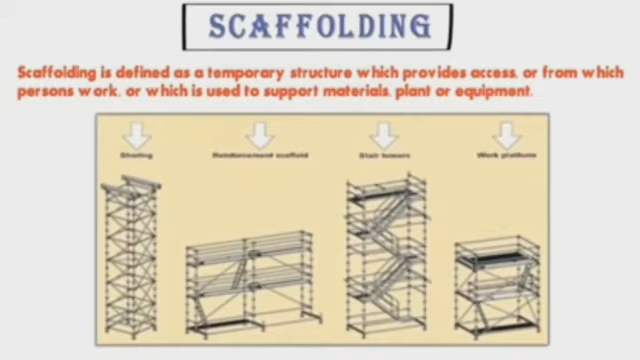 SCAFFOLDING
Scaffolding is defined as a temporary structure which provides access, or from which
persons work, or which is used to support materials, plant or equipment.
Shoring Reinforcement scaffold Stair towers Work platform